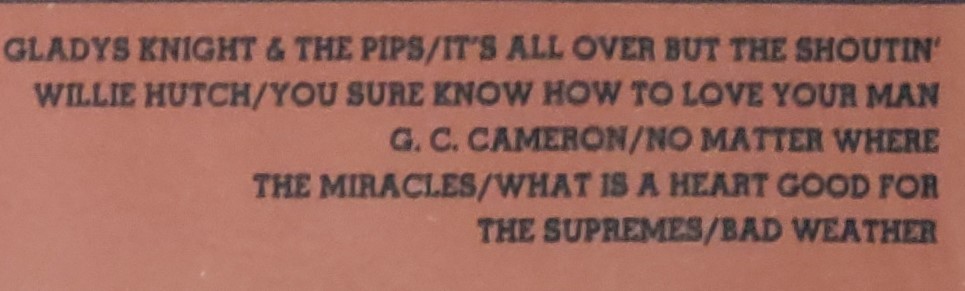 GLADYS KNIGHT & THE PIPS/IT'S ALL OVER BUT THE SHOUTIN'
WILLIE HUTCH/YOU SURE KNOW HOW TO LOVE YOUR MAN
G. C. CAMERON/NO MATTER WHERE
THE MIRACLES/WHAT IS A HEART GOOD FOR
THE SUPREMES/BAD WEATHER